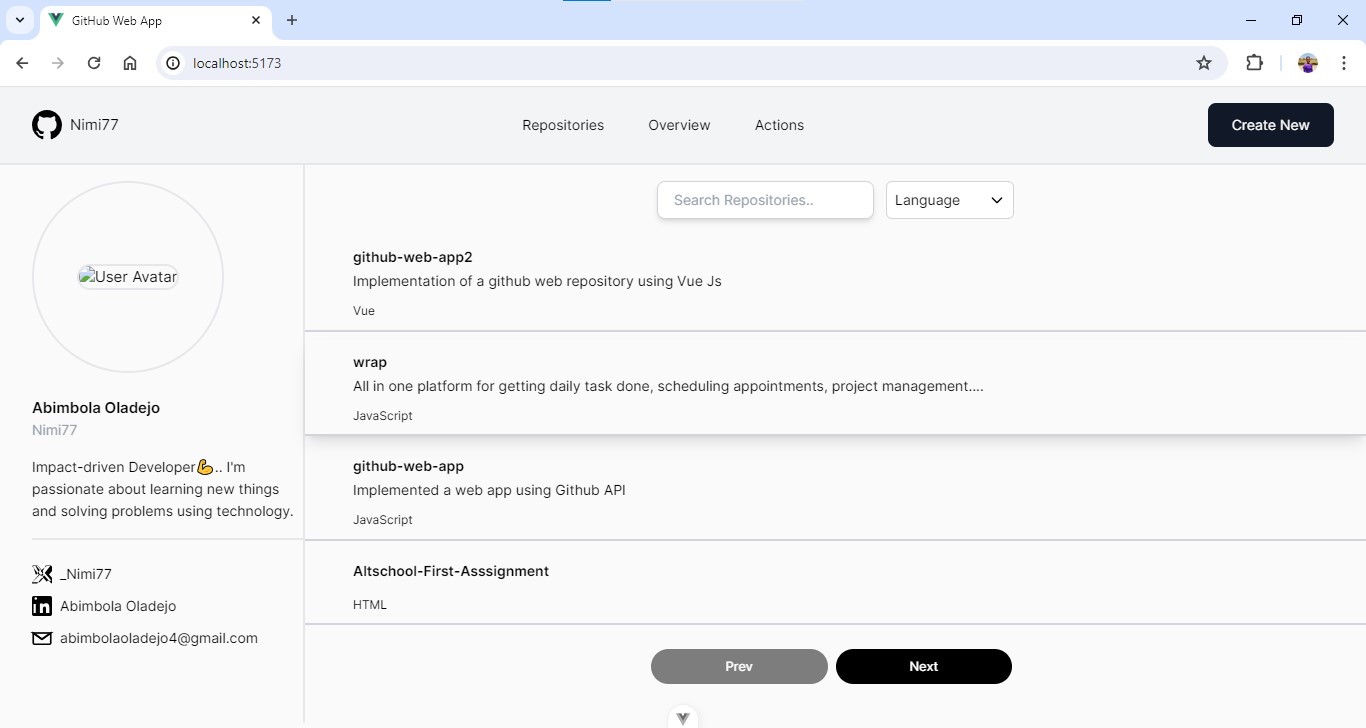 GitHub Web App
localhost:5173
Nimi77
Repositories
Overview
Actions
Create New
User Avatar
Abimbola Oladejo
Nimi77
Impact-driven Developer💪.. I'm
passionate about learning new things
and solving problems using technology.
_Nimi77
Abimbola Oladejo
abimbolaoladejo4@gmail.com
Search Repositories..
Language
github-web-app2
Implementation of a github web repository using Vue Js
Vue
wrap
All in one platform for getting daily task done, scheduling appointments, project management....
JavaScript
github-web-app
Implemented a web app using Github API
JavaScript
Altschool-First-Asssignment
HTML
Prev
Next